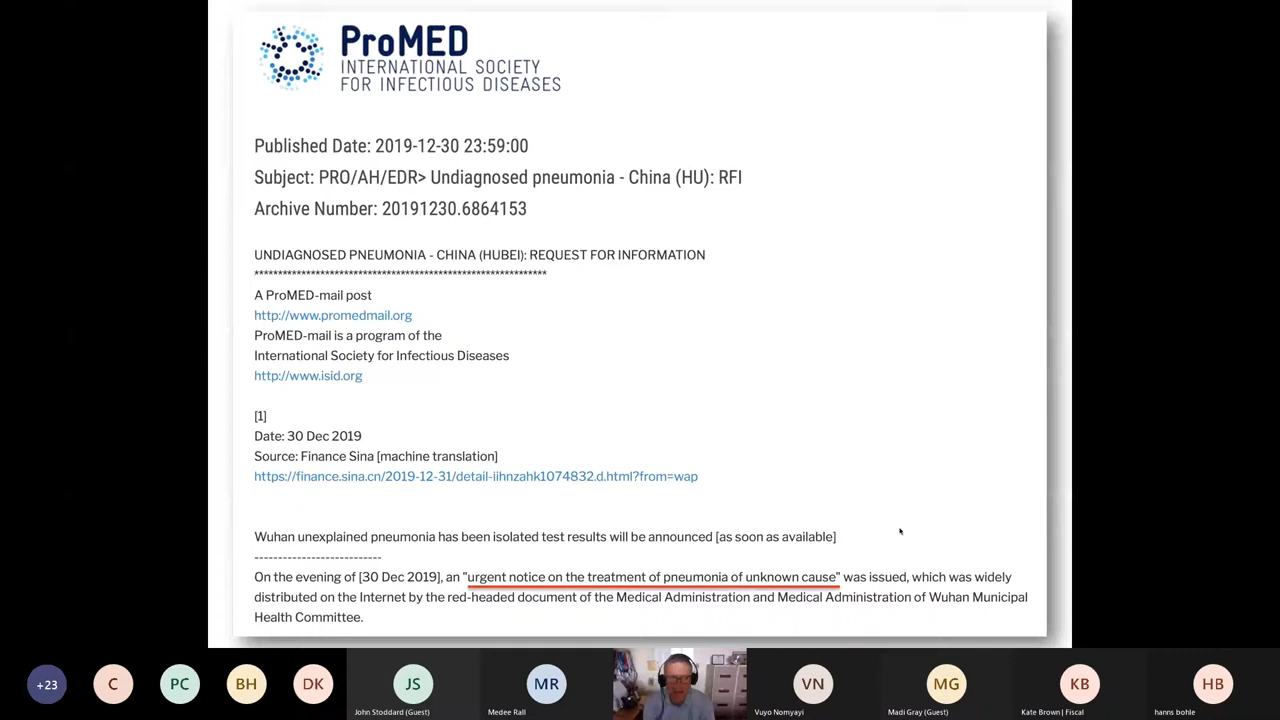 ProMED
INTERNATIONAL SOCIETY
FOR INFECTIOUS DISEASES
Published Date: 2019-12-30 23:59:00
Subject: PRO/AH/EDR> Undiagnosed pneumonia - China (HU): RFI
Archive Number: 20191230.6864153
UNDIAGNOSED PNEUMONIA - CHINA (HUBEI): REQUEST FOR INFORMATION
*************************************************************
A ProMED-mail post
http://www.promedmail.org
ProMED-mail is a program of the
International Society for Infectious Diseases
http://www.isid.org
[1]
Date: 30 Dec 2019
Source: Finance Sina [machine translation]
https://finance.sina.cn/2019-12-31/detail-iihnzahk1074832.d.html?from=wap
Wuhan unexplained pneumonia has been isolated test results will be announced [as soon as available]
--------------------------
On the evening of [30 Dec 2019], an "urgent notice on the treatment of pneumonia of unknown cause" was issued, which was widely
distributed on the Internet by the red-headed document of the Medical Administration and Medical Administration of Wuhan Municipal
Health Committee.
+23 C PC BH DK JS MR VN MG KB HB
John Stoddard (Guest) Medee Rall Vuyo Nomyayi Madi Gray (Guest) Kate Brown | Fiscal hanns bohle